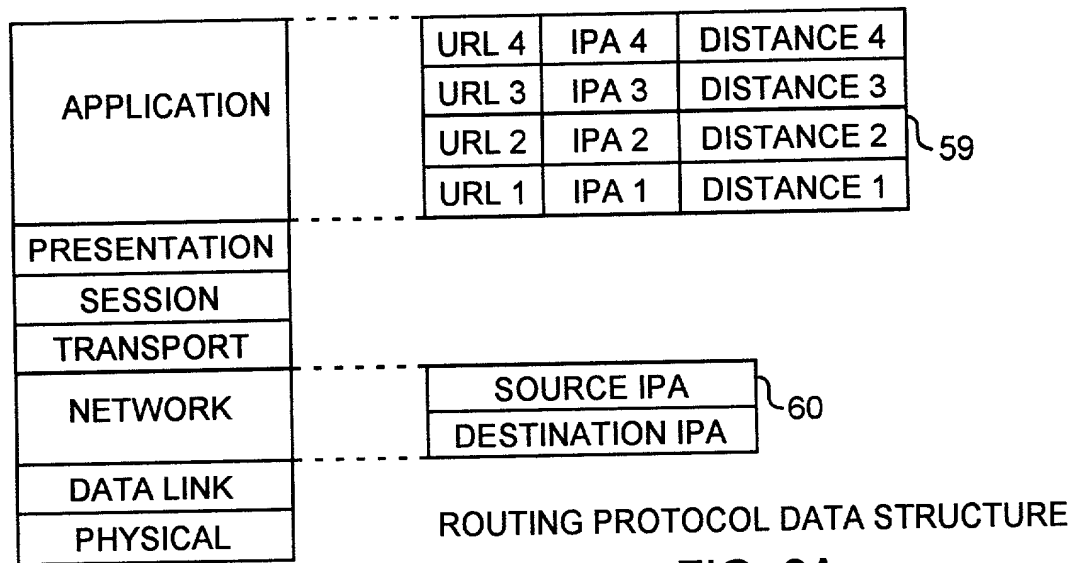 APPLICATION
PRESENTATION
SESSION
TRANSPORT
NETWORK
DATA LINK
PHYSICAL
URL 4 IPA 4 DISTANCE 4
URL 3 IPA 3 DISTANCE 3
URL 2 IPA 2 DISTANCE 2
URL 1 IPA 1 DISTANCE 1
59
SOURCE IPA
DESTINATION IPA
60
ROUTING PROTOCOL DATA STRUCTURE